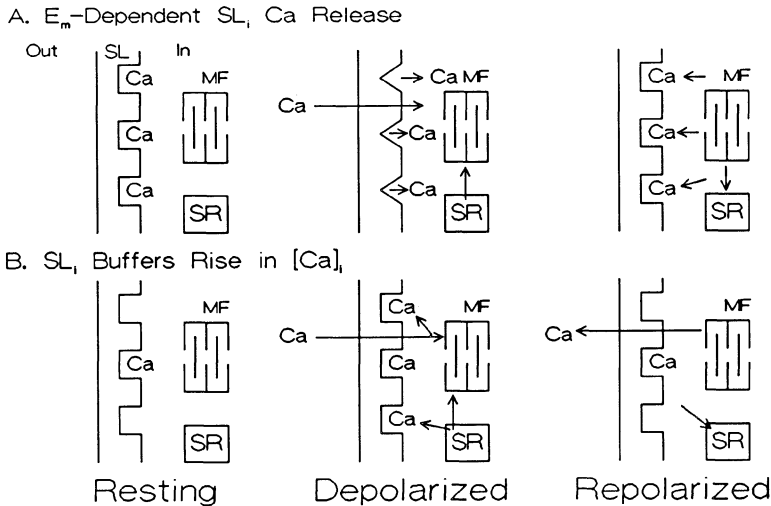 A. Em-Dependent SLi Ca Release
Out SL In
Ca MF
Ca
Ca
SR
Ca MF
Ca
Ca
Ca
SR
Ca MF
Ca
Ca
SR
B. SLi Buffers Rise in [Ca]i
MF
Ca
SR
Ca MF
Ca
Ca
Ca
SR
MF
Ca
Ca
SR
Resting Depolarized Repolarized